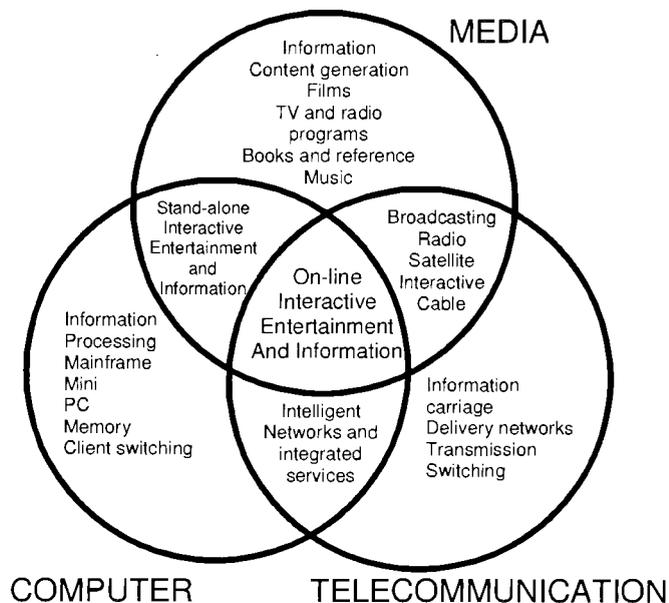 MEDIA
Information
Content generation
Films
TV and radio
programs
Books and reference
Music
Stand-alone
Interactive
Entertainment
and
Information
Broadcasting
Radio
Satellite
Interactive
Cable
On-line
Interactive
Entertainment
And Information
Information
Processing
Mainframe
Mini
PC
Memory
Client switching
Intelligent
Networks and
integrated
services
Information
carriage
Delivery networks
Transmission
Switching
COMPUTER
TELECOMMUNICATION